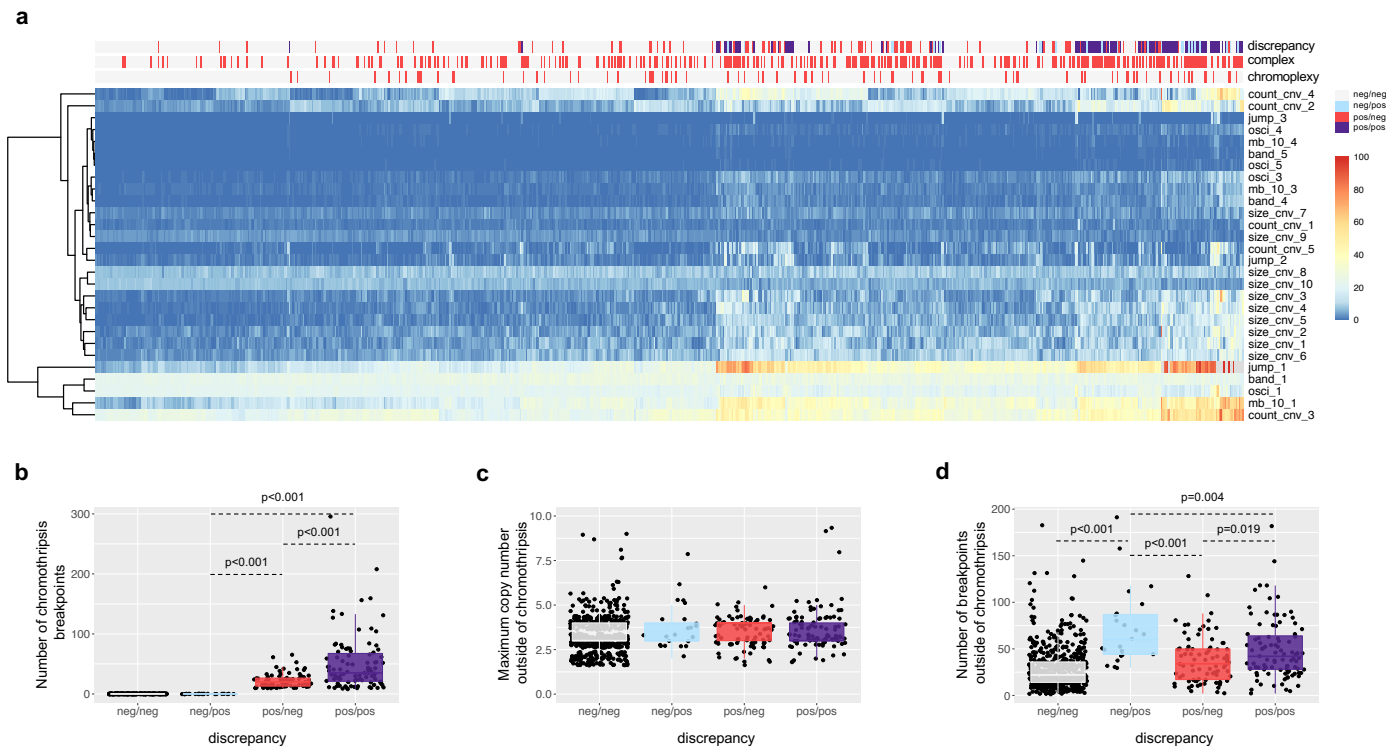 a
discrepancy
complex
chromoplexy
count_cnv_4
count_cnv_2
jump_3
osci_4
mb_10_4
band_5
osci_5
osci_3
mb_10_3
band_4
size_cnv_7
count_cnv_1
size_cnv_9
count_cnv_5
jump_2
size_cnv_8
size_cnv_10
size_cnv_3
size_cnv_4
size_cnv_5
size_cnv_2
size_cnv_1
size_cnv_6
jump_1
band_1
osci_1
mb_10_1
count_cnv_3
neg/neg
neg/pos
pos/neg
pos/pos
100
80
60
40
20
0
b
Number of chromothripsis
breakpoints
300
200
100
0
p<0.001
p<0.001
p<0.001
neg/neg
neg/pos
pos/neg
pos/pos
discrepancy
c
Maximum copy number
outside of chromothripsis
10.0
7.5
5.0
2.5
0.0
neg/neg
neg/pos
pos/neg
pos/pos
discrepancy
d
Number of breakpoints
outside of chromothripsis
200
150
100
50
0
p=0.004
p<0.001
p=0.019
p<0.001
neg/neg
neg/pos
pos/neg
pos/pos
discrepancy